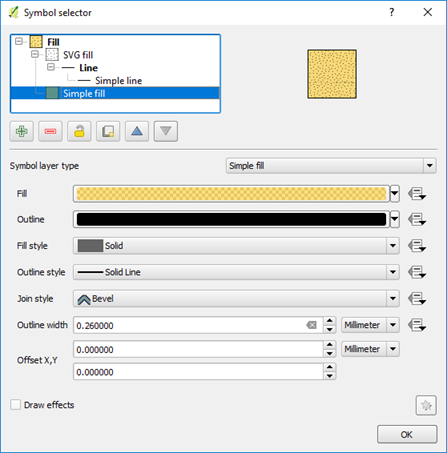 Symbol selector
?
Fill
SVG fill
Line
Simple line
Simple fill
Symbol layer type Simple fill
Fill
Outline
Fill style Solid
Outline style Solid Line
Join style Bevel
Outline width 0.260000 Millimeter
Offset X,Y 0.000000 Millimeter
0.000000
Draw effects
OK